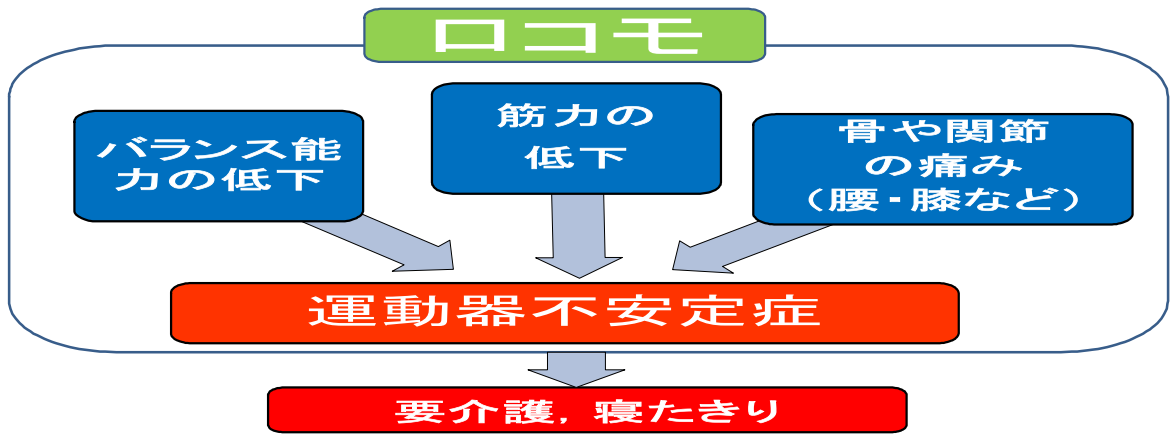 ロコモ
バランス能
力の低下
筋力の
低下
骨や関節
の痛み
（腰・膝など）
運動器不安定症
要介護，寝たきり